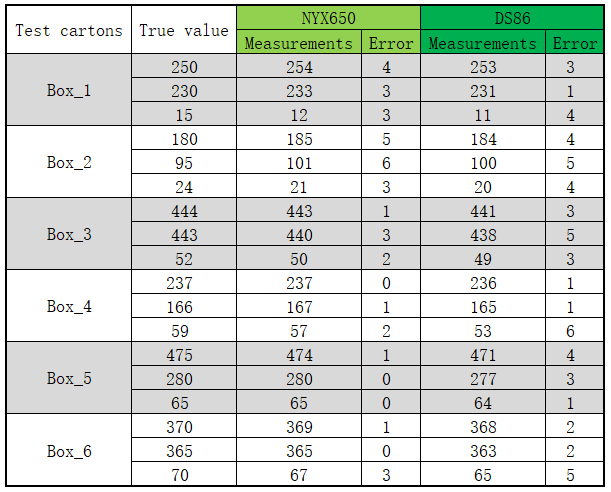 Test cartons True value NYX650 DS86
Measurements Error Measurements Error
Box_1 250 254 4 253 3
230 233 3 231 1
15 12 3 11 4
Box_2 180 185 5 184 4
95 101 6 100 5
24 21 3 20 4
Box_3 444 443 1 441 3
443 440 3 438 5
52 50 2 49 3
Box_4 237 237 0 236 1
166 167 1 165 1
59 57 2 53 6
Box_5 475 474 1 471 4
280 280 0 277 3
65 65 0 64 1
Box_6 370 369 1 368 2
365 365 0 363 2
70 67 3 65 5